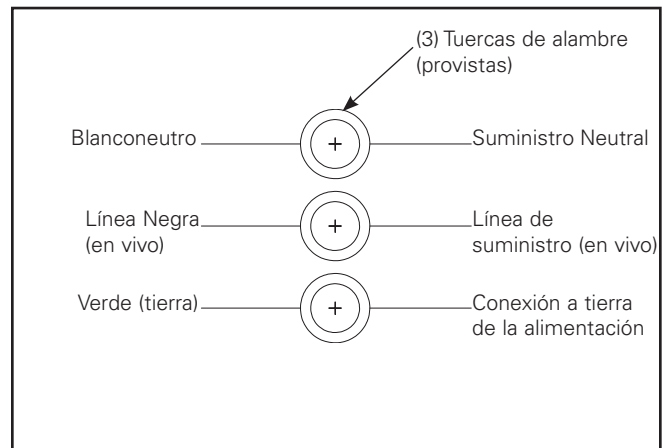 (3) Tuercas de alambre
(provistas)
Blanconeutro
Suministro Neutral
Línea Negra
(en vivo)
Línea de
suministro (en vivo)
Verde (tierra)
Conexión a tierra
de la alimentación